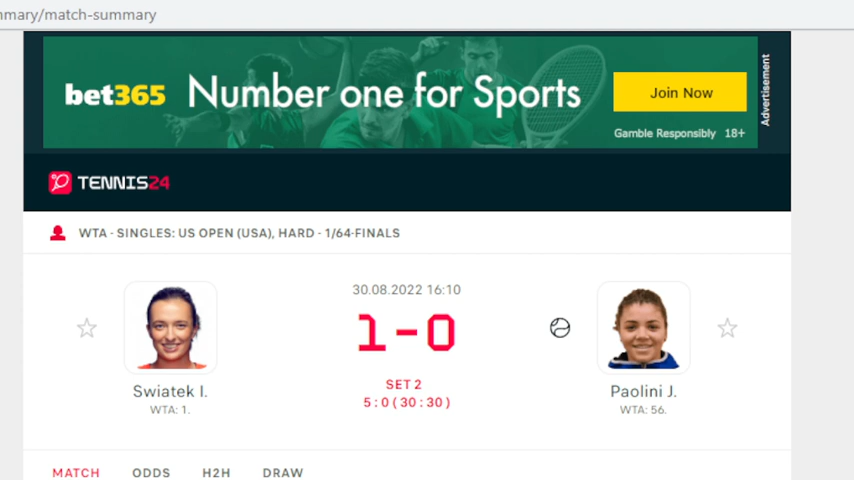 mmary/match-summary
bet365 Number one for Sports
Join Now
Gamble Responsibly 18+
Advertisement
TENNIS24
WTA - SINGLES: US OPEN (USA), HARD - 1/64-FINALS
30.08.2022 16:10
1-0
SET 2
5 : 0 ( 30 : 30 )
Swiatek I.
WTA: 1.
Paolini J.
WTA: 56.
MATCH ODDS H2H DRAW